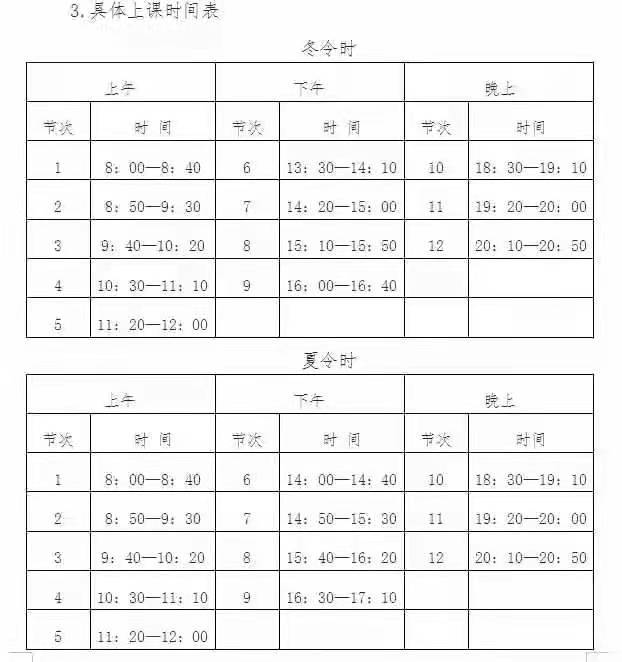 3.具体上课时间表
冬令时
上午 下午 晚上
节次 时 间 节次 时 间 节次 时间
1 8：00—8：40 6 13：30—14：10 10 18：30—19：10
2 8：50—9：30 7 14：20—15：00 11 19：20—20：00
3 9：40—10：20 8 15：10—15：50 12 20：10—20：50
4 10：30—11：10 9 16：00—16：40
5 11：20—12：00
夏令时
上午 下午 晚上
节次 时 间 节次 时 间 节次 时间
1 8：00—8：40 6 14：00—14：40 10 18：30—19：10
2 8：50—9：30 7 14：50—15：30 11 19：20—20：00
3 9：40—10：20 8 15：40—16：20 12 20：10—20：50
4 10：30—11：10 9 16：30—17：10
5 11：20—12：00